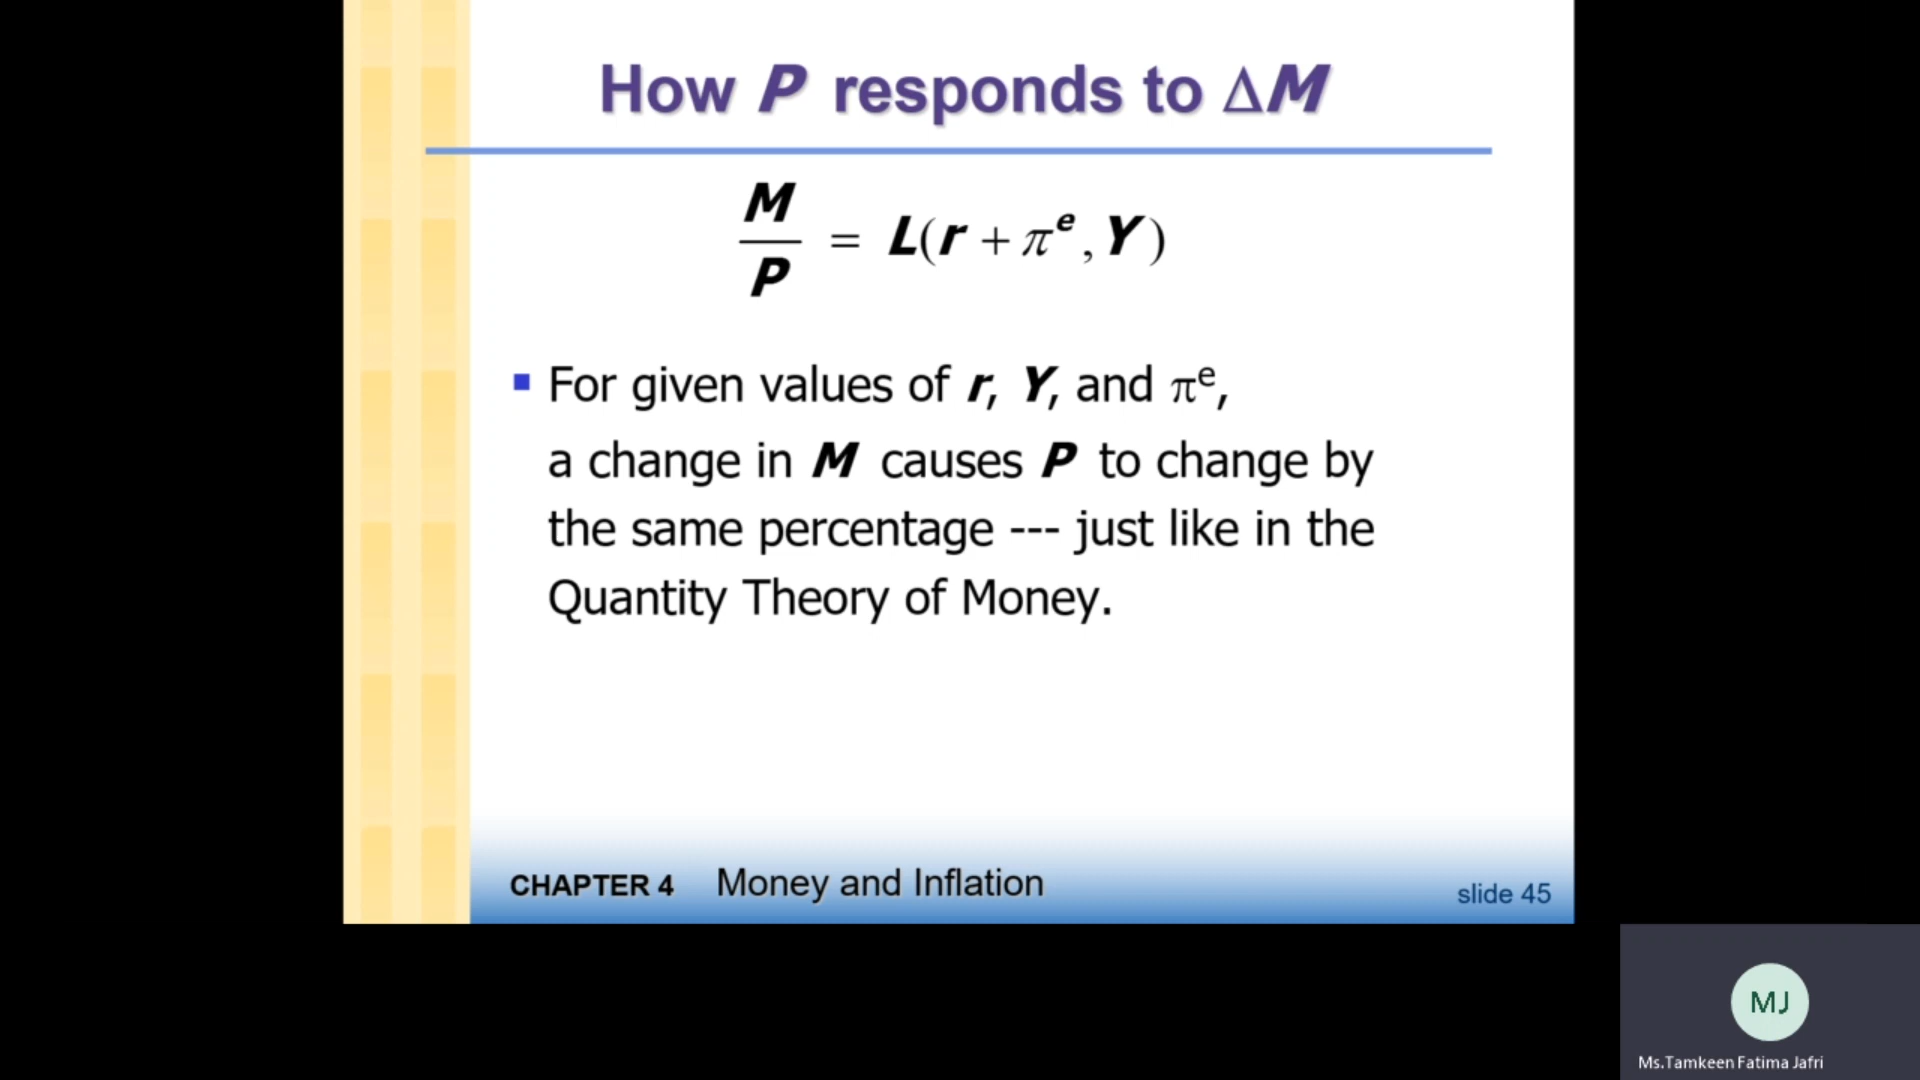 How P responds to ΔM
M
P
= L(r + πᵉ, Y)
▪ For given values of r, Y, and πᵉ,
a change in M causes P to change by
the same percentage --- just like in the
Quantity Theory of Money.
CHAPTER 4 Money and Inflation
slide 45
MJ
Ms.Tamkeen Fatima Jafri